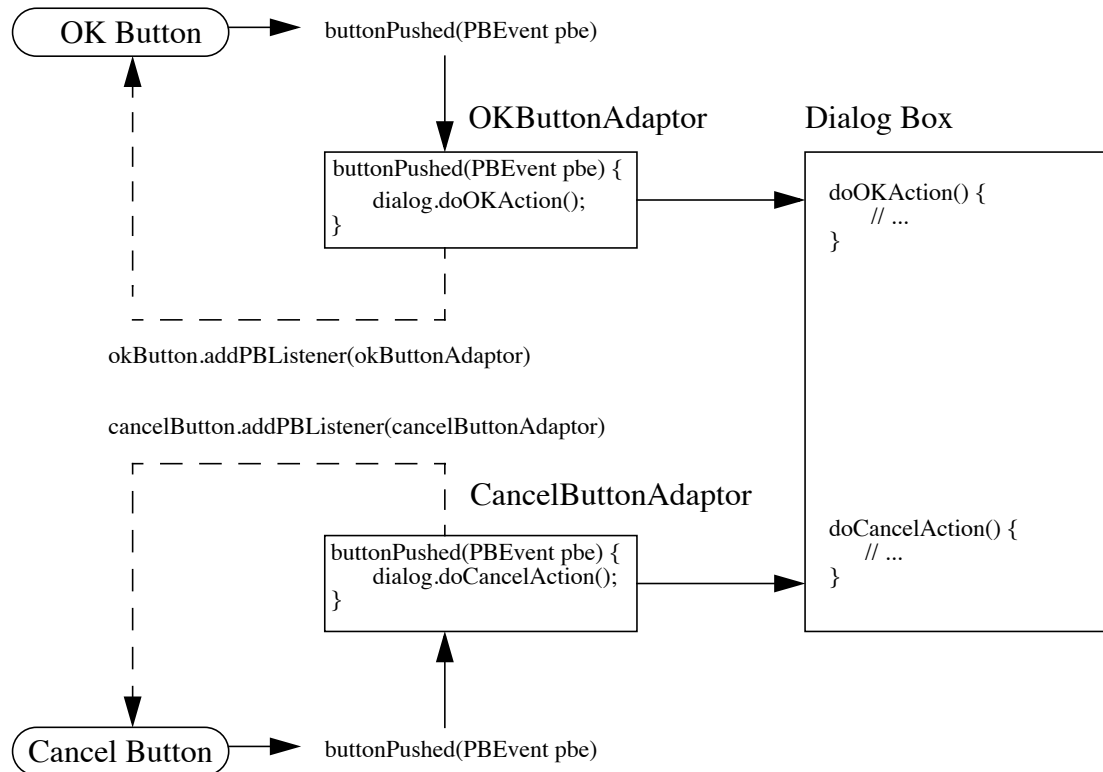 OK Button
buttonPushed(PBEvent pbe)
OKButtonAdaptor
Dialog Box
buttonPushed(PBEvent pbe) {
dialog.doOKAction();
}
doOKAction() {
// ...
}
okButton.addPBListener(okButtonAdaptor)
cancelButton.addPBListener(cancelButtonAdaptor)
CancelButtonAdaptor
buttonPushed(PBEvent pbe) {
dialog.doCancelAction();
}
doCancelAction() {
// ...
}
Cancel Button
buttonPushed(PBEvent pbe)